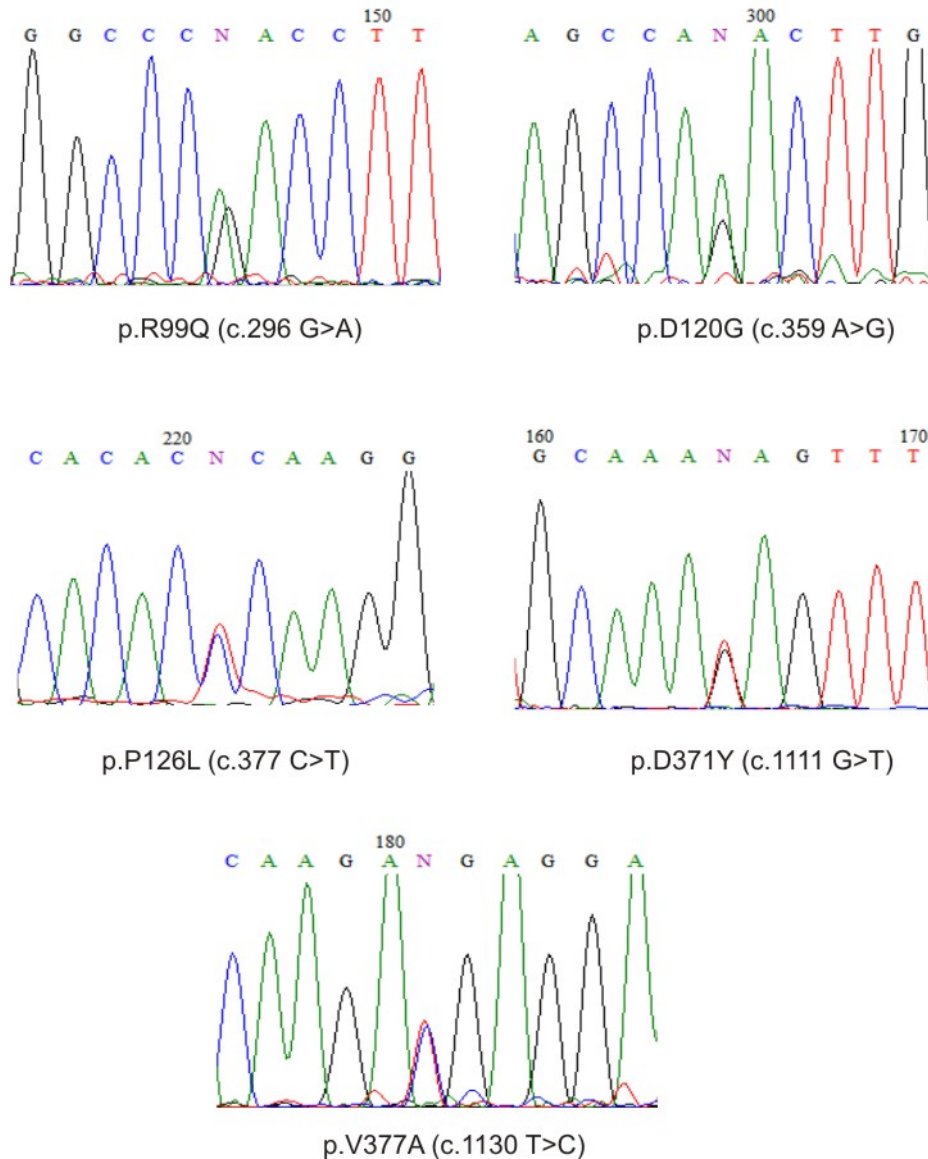 150
G G C C C N A C C T T
p.R99Q (c.296 G>A)
300
A G C C A N A C T T G
p.D120G (c.359 A>G)
220
C A C A C N C A A G G
p.P126L (c.377 C>T)
160 170
G C A A A N A G T T T
p.D371Y (c.1111 G>T)
180
C A A G A N G A G G A
p.V377A (c.1130 T>C)